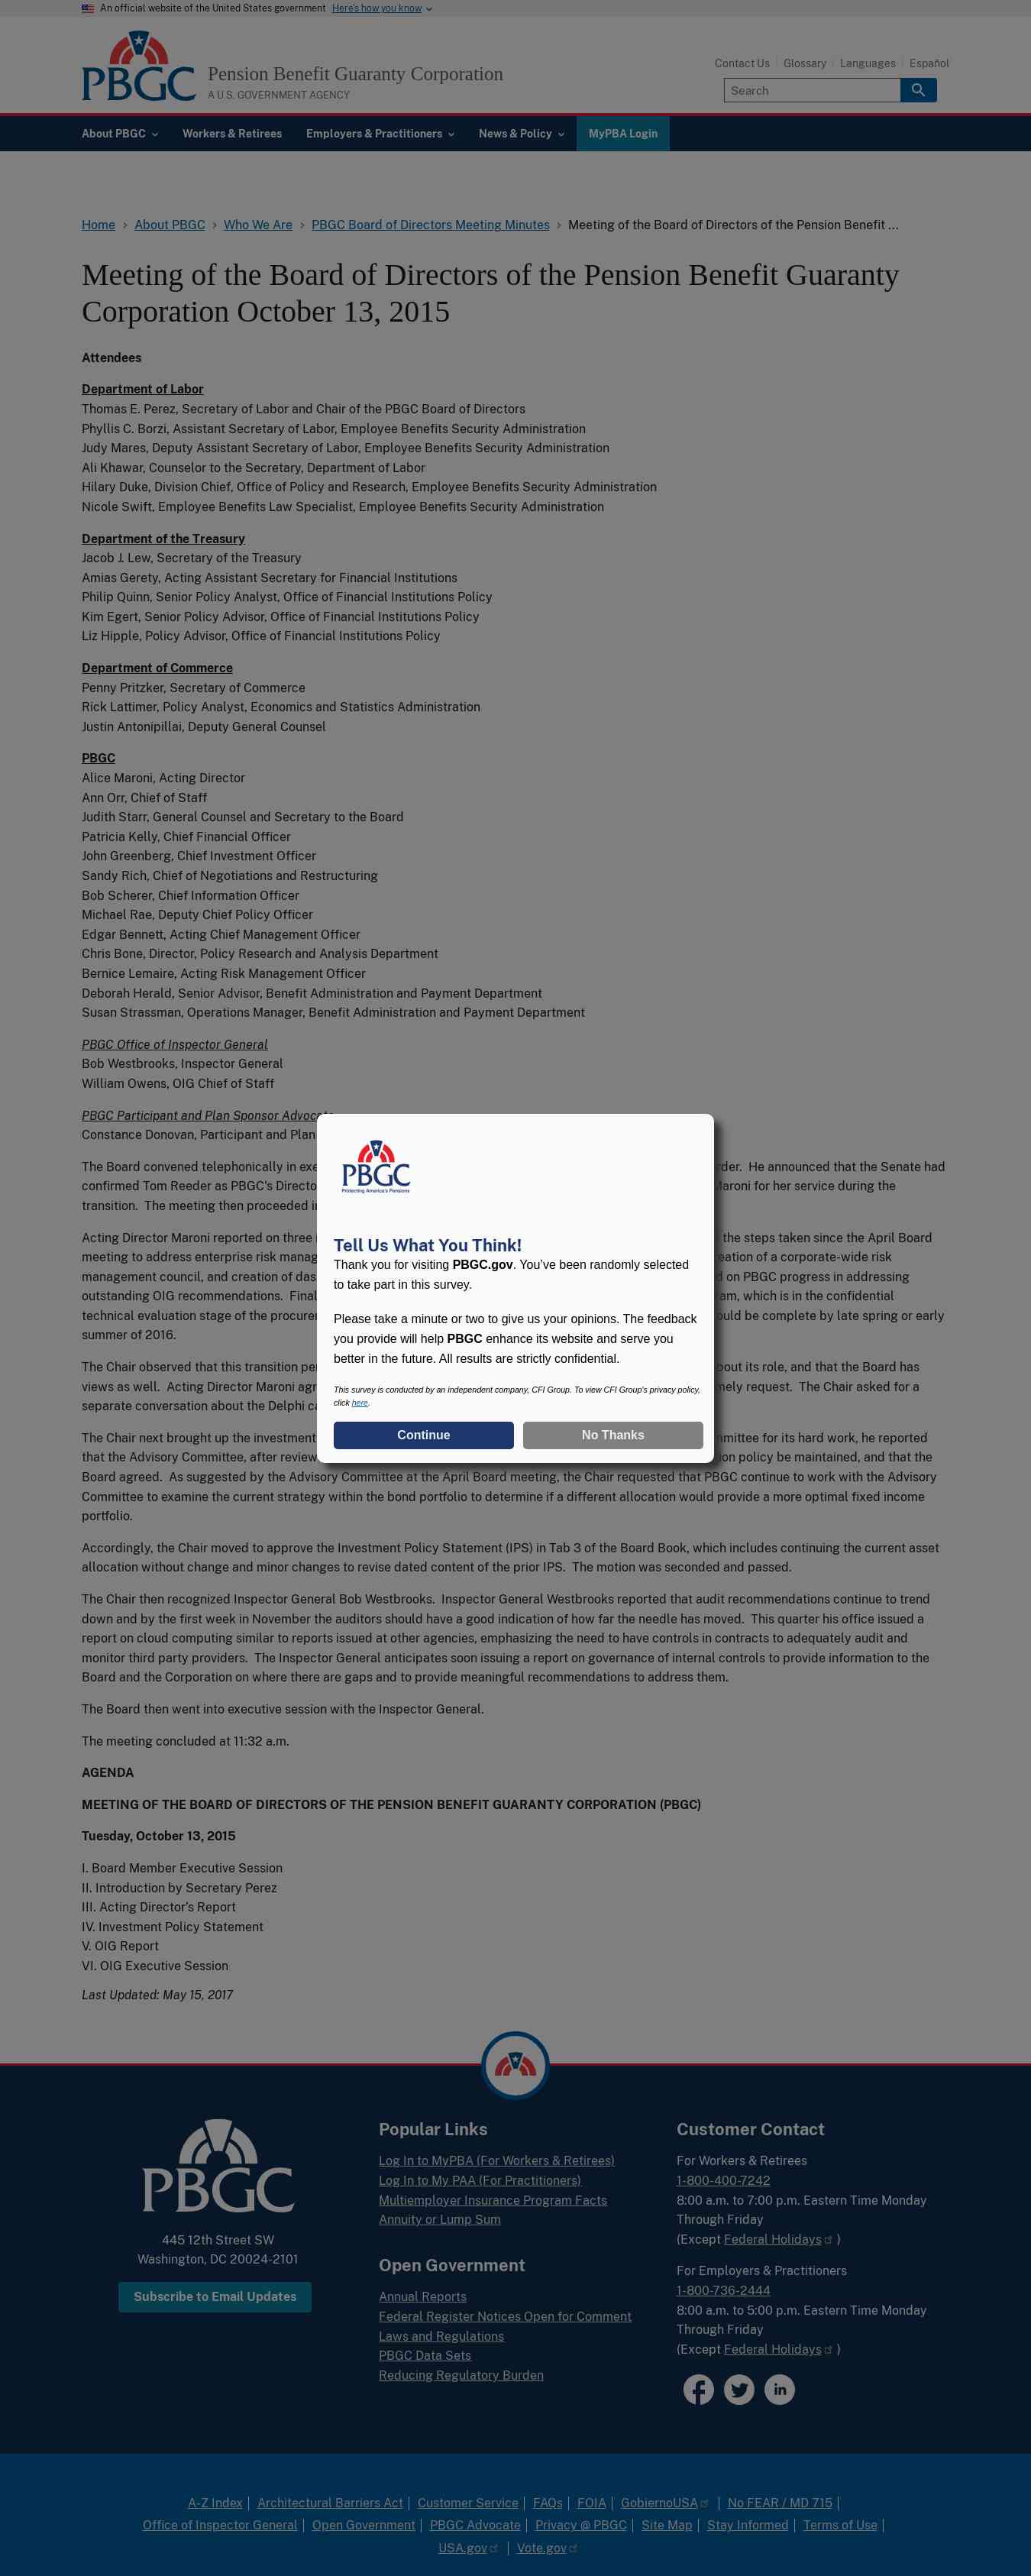 An official website of the United States government Here's how you know
PBGC
Pension Benefit Guaranty Corporation
A U.S. GOVERNMENT AGENCY
Contact Us Glossary Languages Español
Search
About PBGC Workers & Retirees Employers & Practitioners News & Policy MyPBA Login
Home › About PBGC › Who We Are › PBGC Board of Directors Meeting Minutes › Meeting of the Board of Directors of the Pension Benefit ...
Meeting of the Board of Directors of the Pension Benefit Guaranty
Corporation October 13, 2015
Attendees
Department of Labor
Thomas E. Perez, Secretary of Labor and Chair of the PBGC Board of Directors
Phyllis C. Borzi, Assistant Secretary of Labor, Employee Benefits Security Administration
Judy Mares, Deputy Assistant Secretary of Labor, Employee Benefits Security Administration
Ali Khawar, Counselor to the Secretary, Department of Labor
Hilary Duke, Division Chief, Office of Policy and Research, Employee Benefits Security Administration
Nicole Swift, Employee Benefits Law Specialist, Employee Benefits Security Administration
Department of the Treasury
Jacob J. Lew, Secretary of the Treasury
Amias Gerety, Acting Assistant Secretary for Financial Institutions
Philip Quinn, Senior Policy Analyst, Office of Financial Institutions Policy
Kim Egert, Senior Policy Advisor, Office of Financial Institutions Policy
Liz Hipple, Policy Advisor, Office of Financial Institutions Policy
Department of Commerce
Penny Pritzker, Secretary of Commerce
Rick Lattimer, Policy Analyst, Economics and Statistics Administration
Justin Antonipillai, Deputy General Counsel
PBGC
Alice Maroni, Acting Director
Ann Orr, Chief of Staff
Judith Starr, General Counsel and Secretary to the Board
Patricia Kelly, Chief Financial Officer
John Greenberg, Chief Investment Officer
Sandy Rich, Chief of Negotiations and Restructuring
Bob Scherer, Chief Information Officer
Michael Rae, Deputy Chief Policy Officer
Edgar Bennett, Acting Chief Management Officer
Chris Bone, Director, Policy Research and Analysis Department
Bernice Lemaire, Acting Risk Management Officer
Deborah Herald, Senior Advisor, Benefit Administration and Payment Department
Susan Strassman, Operations Manager, Benefit Administration and Payment Department
PBGC Office of Inspector General
Bob Westbrooks, Inspector General
William Owens, OIG Chief of Staff
PBGC Participant and Plan Sponsor Advocate
Constance Donovan, Participant and Plan
The Board convened telephonically in exe rder. He announced that the Senate had
confirmed Tom Reeder as PBGC's Directo Maroni for her service during the
transition. The meeting then proceeded in
Acting Director Maroni reported on three the steps taken since the April Board
meeting to address enterprise risk manag reation of a corporate-wide risk
management council, and creation of das d on PBGC progress in addressing
outstanding OIG recommendations. Final am, which is in the confidential
technical evaluation stage of the procurem ould be complete by late spring or early
summer of 2016.
The Chair observed that this transition per bout its role, and that the Board has
views as well. Acting Director Maroni agr mely request. The Chair asked for a
separate conversation about the Delphi ca
The Chair next brought up the investment mmittee for its hard work, he reported
that the Advisory Committee, after review on policy be maintained, and that the
Board agreed. As suggested by the Advisory Committee at the April Board meeting, the Chair requested that PBGC continue to work with the Advisory
Committee to examine the current strategy within the bond portfolio to determine if a different allocation would provide a more optimal fixed income
portfolio.
Accordingly, the Chair moved to approve the Investment Policy Statement (IPS) in Tab 3 of the Board Book, which includes continuing the current asset
allocation without change and minor changes to revise dated content of the prior IPS. The motion was seconded and passed.
The Chair then recognized Inspector General Bob Westbrooks. Inspector General Westbrooks reported that audit recommendations continue to trend
down and by the first week in November the auditors should have a good indication of how far the needle has moved. This quarter his office issued a
report on cloud computing similar to reports issued at other agencies, emphasizing the need to have controls in contracts to adequately audit and
monitor third party providers. The Inspector General anticipates soon issuing a report on governance of internal controls to provide information to the
Board and the Corporation on where there are gaps and to provide meaningful recommendations to address them.
The Board then went into executive session with the Inspector General.
The meeting concluded at 11:32 a.m.
AGENDA
MEETING OF THE BOARD OF DIRECTORS OF THE PENSION BENEFIT GUARANTY CORPORATION (PBGC)
Tuesday, October 13, 2015
I. Board Member Executive Session
II. Introduction by Secretary Perez
III. Acting Director's Report
IV. Investment Policy Statement
V. OIG Report
VI. OIG Executive Session
Last Updated: May 15, 2017
PBGC
Protecting America's Pensions
Tell Us What You Think!
Thank you for visiting PBGC.gov. You've been randomly selected
to take part in this survey.
Please take a minute or two to give us your opinions. The feedback
you provide will help PBGC enhance its website and serve you
better in the future. All results are strictly confidential.
This survey is conducted by an independent company, CFI Group. To view CFI Group's privacy policy,
click here.
Continue No Thanks
PBGC
445 12th Street SW
Washington, DC 20024-2101
Subscribe to Email Updates
Popular Links
Log In to MyPBA (For Workers & Retirees)
Log In to My PAA (For Practitioners)
Multiemployer Insurance Program Facts
Annuity or Lump Sum
Open Government
Annual Reports
Federal Register Notices Open for Comment
Laws and Regulations
PBGC Data Sets
Reducing Regulatory Burden
Customer Contact
For Workers & Retirees
1-800-400-7242
8:00 a.m. to 7:00 p.m. Eastern Time Monday
Through Friday
(Except Federal Holidays )
For Employers & Practitioners
1-800-736-2444
8:00 a.m. to 5:00 p.m. Eastern Time Monday
Through Friday
(Except Federal Holidays )
in
A-Z Index | Architectural Barriers Act | Customer Service | FAQs | FOIA | GobiernoUSA | No FEAR / MD 715 |
Office of Inspector General | Open Government | PBGC Advocate | Privacy @ PBGC | Site Map | Stay Informed | Terms of Use |
USA.gov | Vote.gov